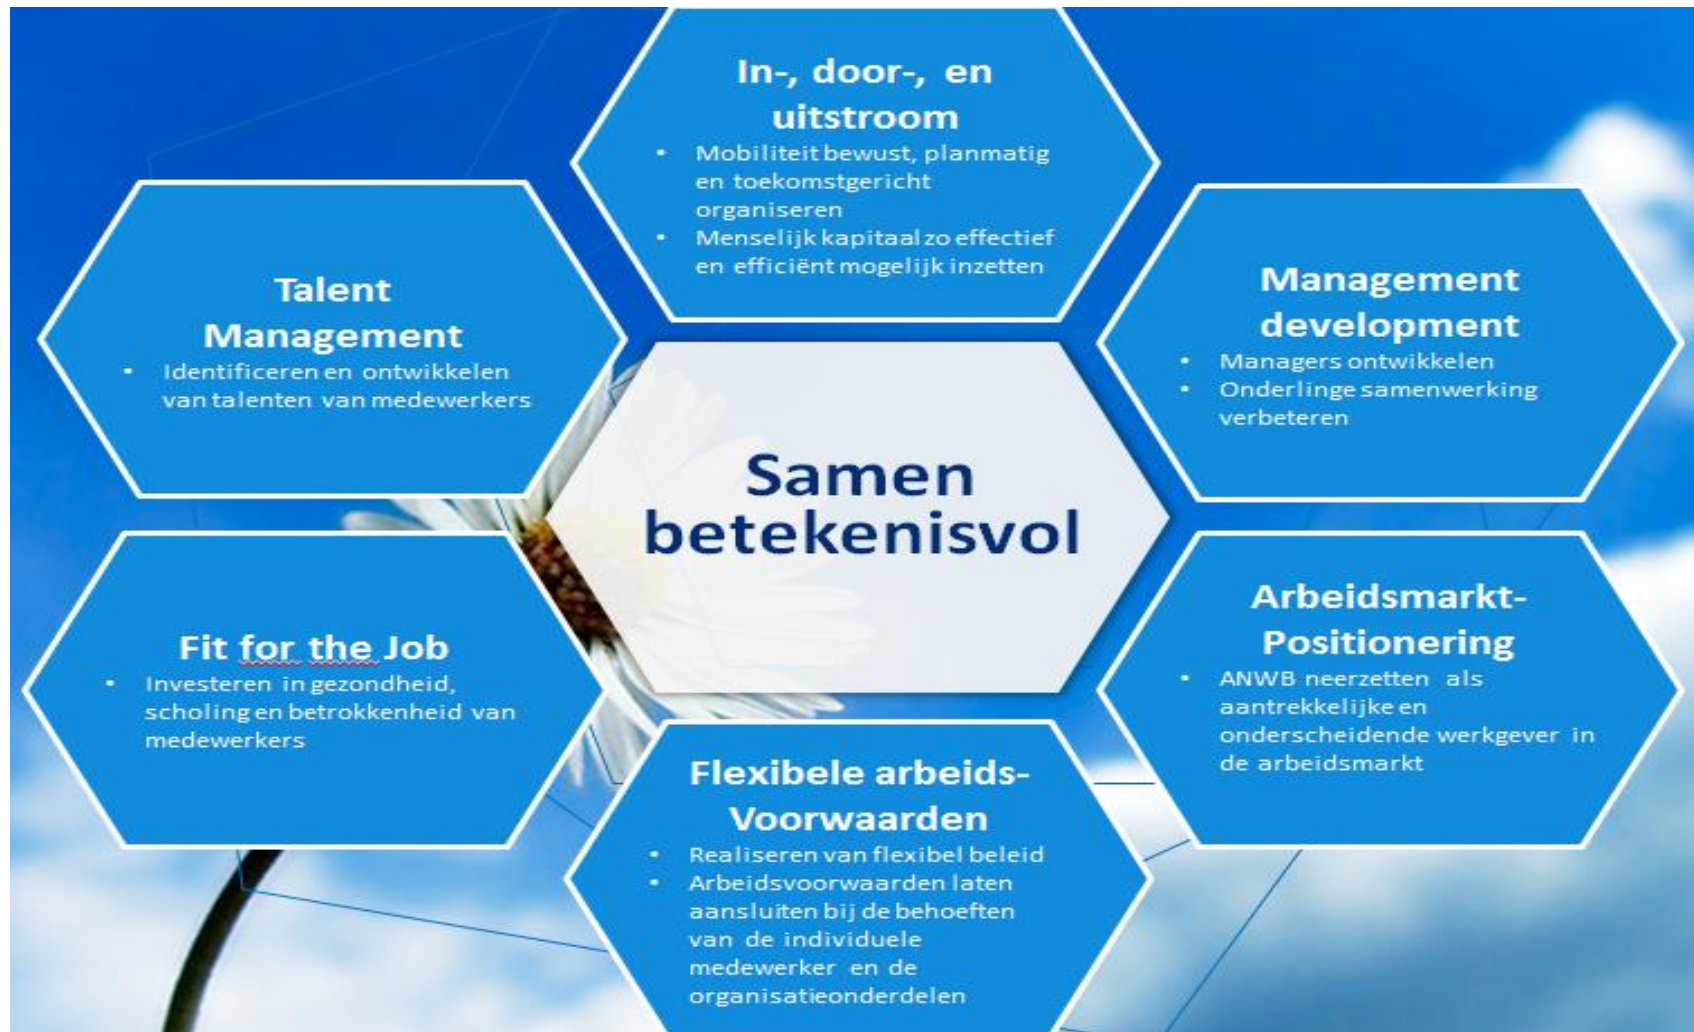 In-, door-, en
uitstroom
• Mobiliteit bewust, planmatig
en toekomstgericht
organiseren
• Menselijk kapitaal zo effectief
en efficiënt mogelijk inzetten
Talent
Management
• Identificeren en ontwikkelen
van talenten van medewerkers
Management
development
• Managers ontwikkelen
• Onderlinge samenwerking
verbeteren
Samen
betekenisvol
Fit for the Job
• Investeren in gezondheid,
scholing en betrokkenheid van
medewerkers
Arbeidsmarkt-
Positionering
• ANWB neerzetten als
aantrekkelijke en
onderscheidende werkgever in
de arbeidsmarkt
Flexibele arbeids-
Voorwaarden
• Realiseren van flexibel beleid
• Arbeidsvoorwaarden laten
aansluiten bij de behoeften
van de individuele
medewerker en de
organisatieonderdelen